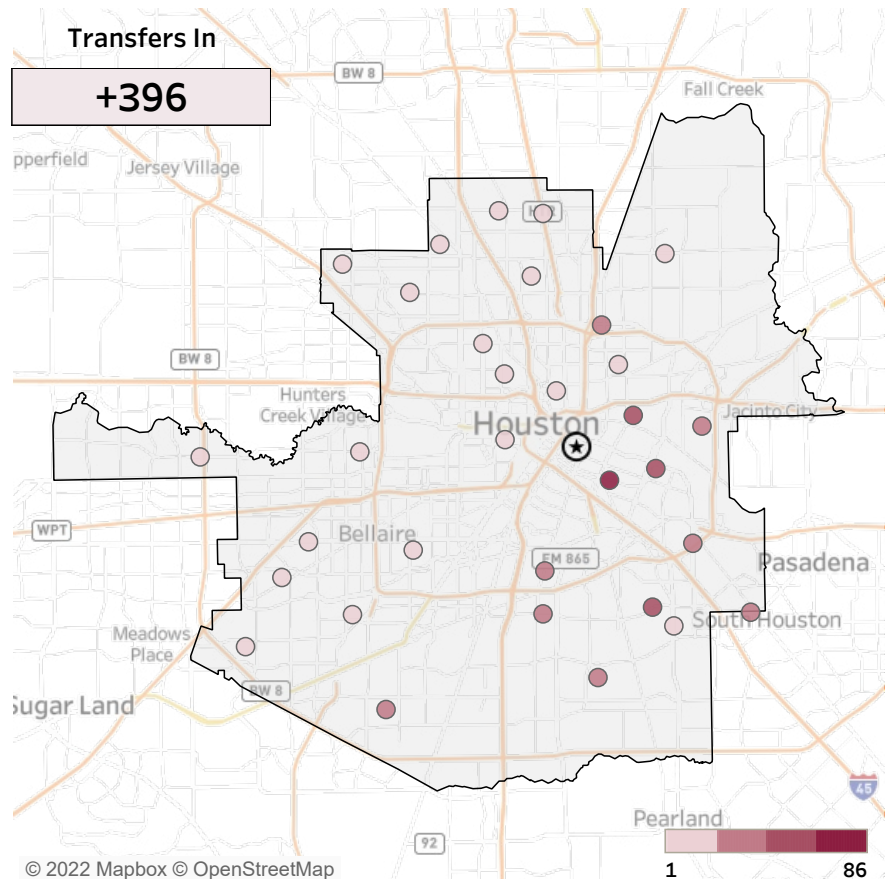 Transfers In
+396
BW 8
Fall Creek
pperfield
Jersey Village
BW 8
Hunters
Creek Village
Jacinto City
Houston
WPT
Bellaire
FM 865
Pasadena
South Houston
Meadows
Place
BW 8
Sugar Land
45
Pearland
92
1
86
© 2022 Mapbox © OpenStreetMap